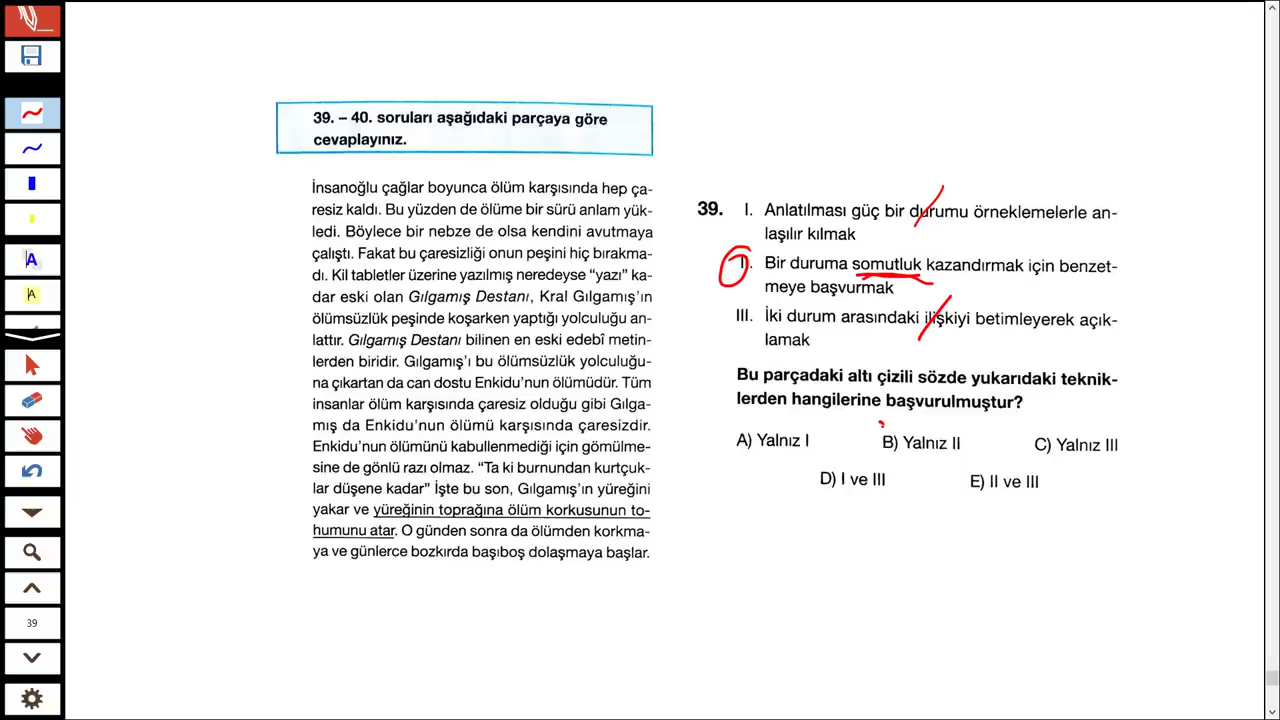 39. – 40. soruları aşağıdaki parçaya göre
cevaplayınız.
İnsanoğlu çağlar boyunca ölüm karşısında hep ça-
resiz kaldı. Bu yüzden de ölüme bir sürü anlam yük-
ledi. Böylece bir nebze de olsa kendini avutmaya
çalıştı. Fakat bu çaresizliği onun peşini hiç bırakma-
dı. Kil tabletler üzerine yazılmış neredeyse “yazı” ka-
dar eski olan Gılgamış Destanı, Kral Gılgamış’ın
ölümsüzlük peşinde koşarken yaptığı yolculuğu an-
lattır. Gılgamış Destanı bilinen en eski edebî metin-
lerden biridir. Gılgamış’ı bu ölümsüzlük yolculuğu-
na çıkartan da can dostu Enkidu’nun ölümüdür. Tüm
insanlar ölüm karşısında çaresiz olduğu gibi Gılga-
mış da Enkidu’nun ölümü karşısında çaresizdir.
Enkidu’nun ölümünü kabullenmediği için gömülme-
sine de gönlü razı olmaz. “Ta ki burnundan kurtçuk-
lar düşene kadar” İşte bu son, Gılgamış’ın yüreğini
yakar ve yüreğinin toprağına ölüm korkusunun to-
humunu atar. O günden sonra da ölümden korkma-
ya ve günlerce bozkırda başıboş dolaşmaya başlar.
39. I. Anlatılması güç bir durumu örneklemelerle an-
laşılır kılmak
II. Bir duruma somutluk kazandırmak için benzet-
meye başvurmak
III. İki durum arasındaki ilişkiyi betimleyerek açık-
lamak
Bu parçadaki altı çizili sözde yukarıdaki teknik-
lerden hangilerine başvurulmuştur?
A) Yalnız I B) Yalnız II C) Yalnız III
D) I ve III E) II ve III
A
A
39